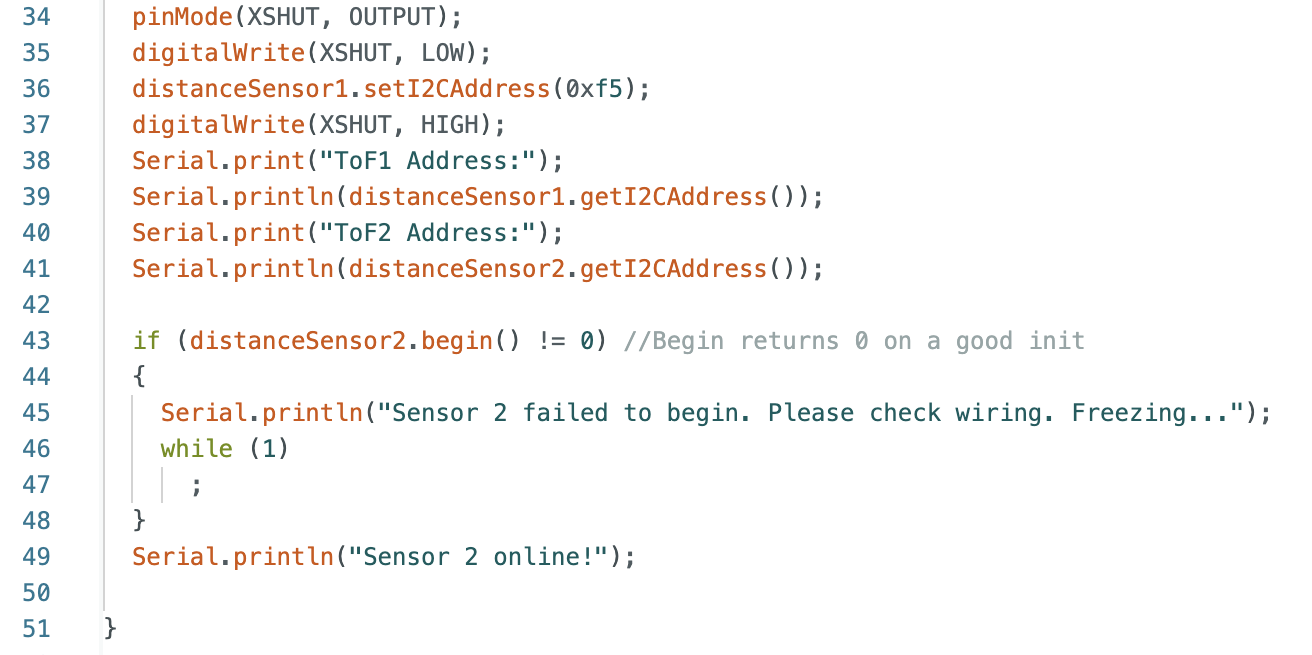 34 pinMode(XSHUT, OUTPUT);
35 digitalWrite(XSHUT, LOW);
36 distanceSensor1.setI2CAddress(0xf5);
37 digitalWrite(XSHUT, HIGH);
38 Serial.print("ToF1 Address:");
39 Serial.println(distanceSensor1.getI2CAddress());
40 Serial.print("ToF2 Address:");
41 Serial.println(distanceSensor2.getI2CAddress());
42
43 if (distanceSensor2.begin() != 0) //Begin returns 0 on a good init
44 {
45 Serial.println("Sensor 2 failed to begin. Please check wiring. Freezing...");
46 while (1)
47 ;
48 }
49 Serial.println("Sensor 2 online!");
50
51 }